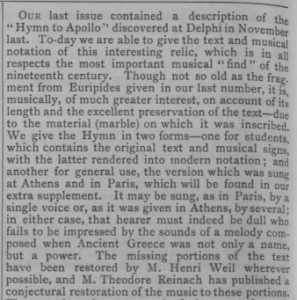 OUR last issue contained a description of the
"Hymn to Apollo" discovered at Delphi in November
last. To-day we are able to give the text and musical
notation of this interesting relic, which is in all
respects the most important musical "find" of the
nineteenth century. Though not so old as the frag-
ment from Euripides given in our last number, it is,
musically, of much greater interest, on account of its
length and the excellent preservation of the text—due
to the material (marble) on which it was inscribed.
We give the Hymn in two forms—one for students,
which contains the original text and musical signs,
with the latter rendered into modern notation; and
another for general use, the version which was sung
at Athens and in Paris, which will be found in our
extra supplement. It may be sung, as in Paris, by a
single voice or, as it was given in Athens, by several;
in either case, that hearer must indeed be dull who
fails to be impressed by the sounds of a melody com-
posed when Ancient Greece was not only a name,
but a power. The missing portions of the text
have been restored by M. Henri Weil wherever
possible, and M. Theodore Reinach has published a
conjectural restoration of the music to these portions.